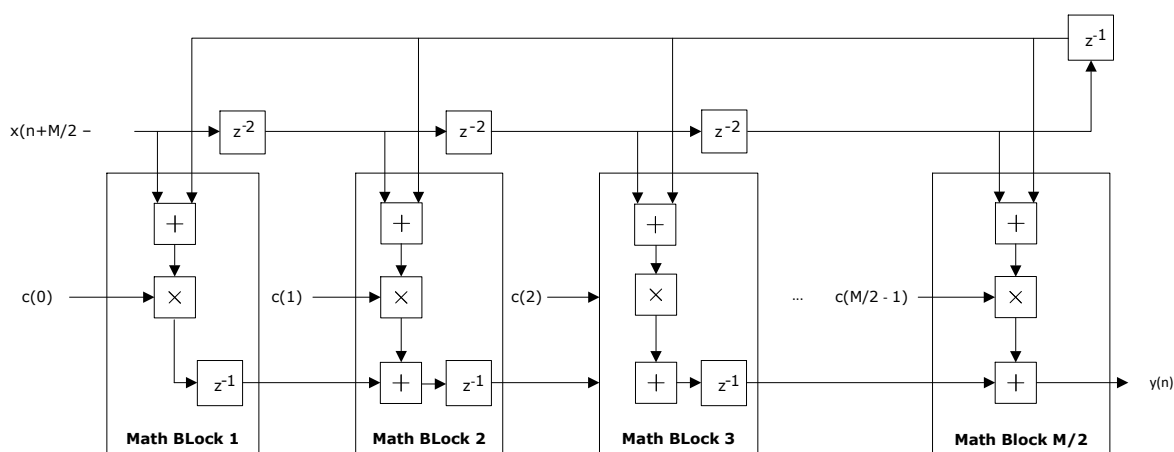 z-1
x(n+M/2 –
z-2
z-2
z-2
+
+
+
+
c(0)
×
c(1)
×
c(2)
×
...
c(M/2 - 1)
×
z-1
+
z-1
+
z-1
+
y(n)
Math BLock 1
Math BLock 2
Math BLock 3
Math Block M/2